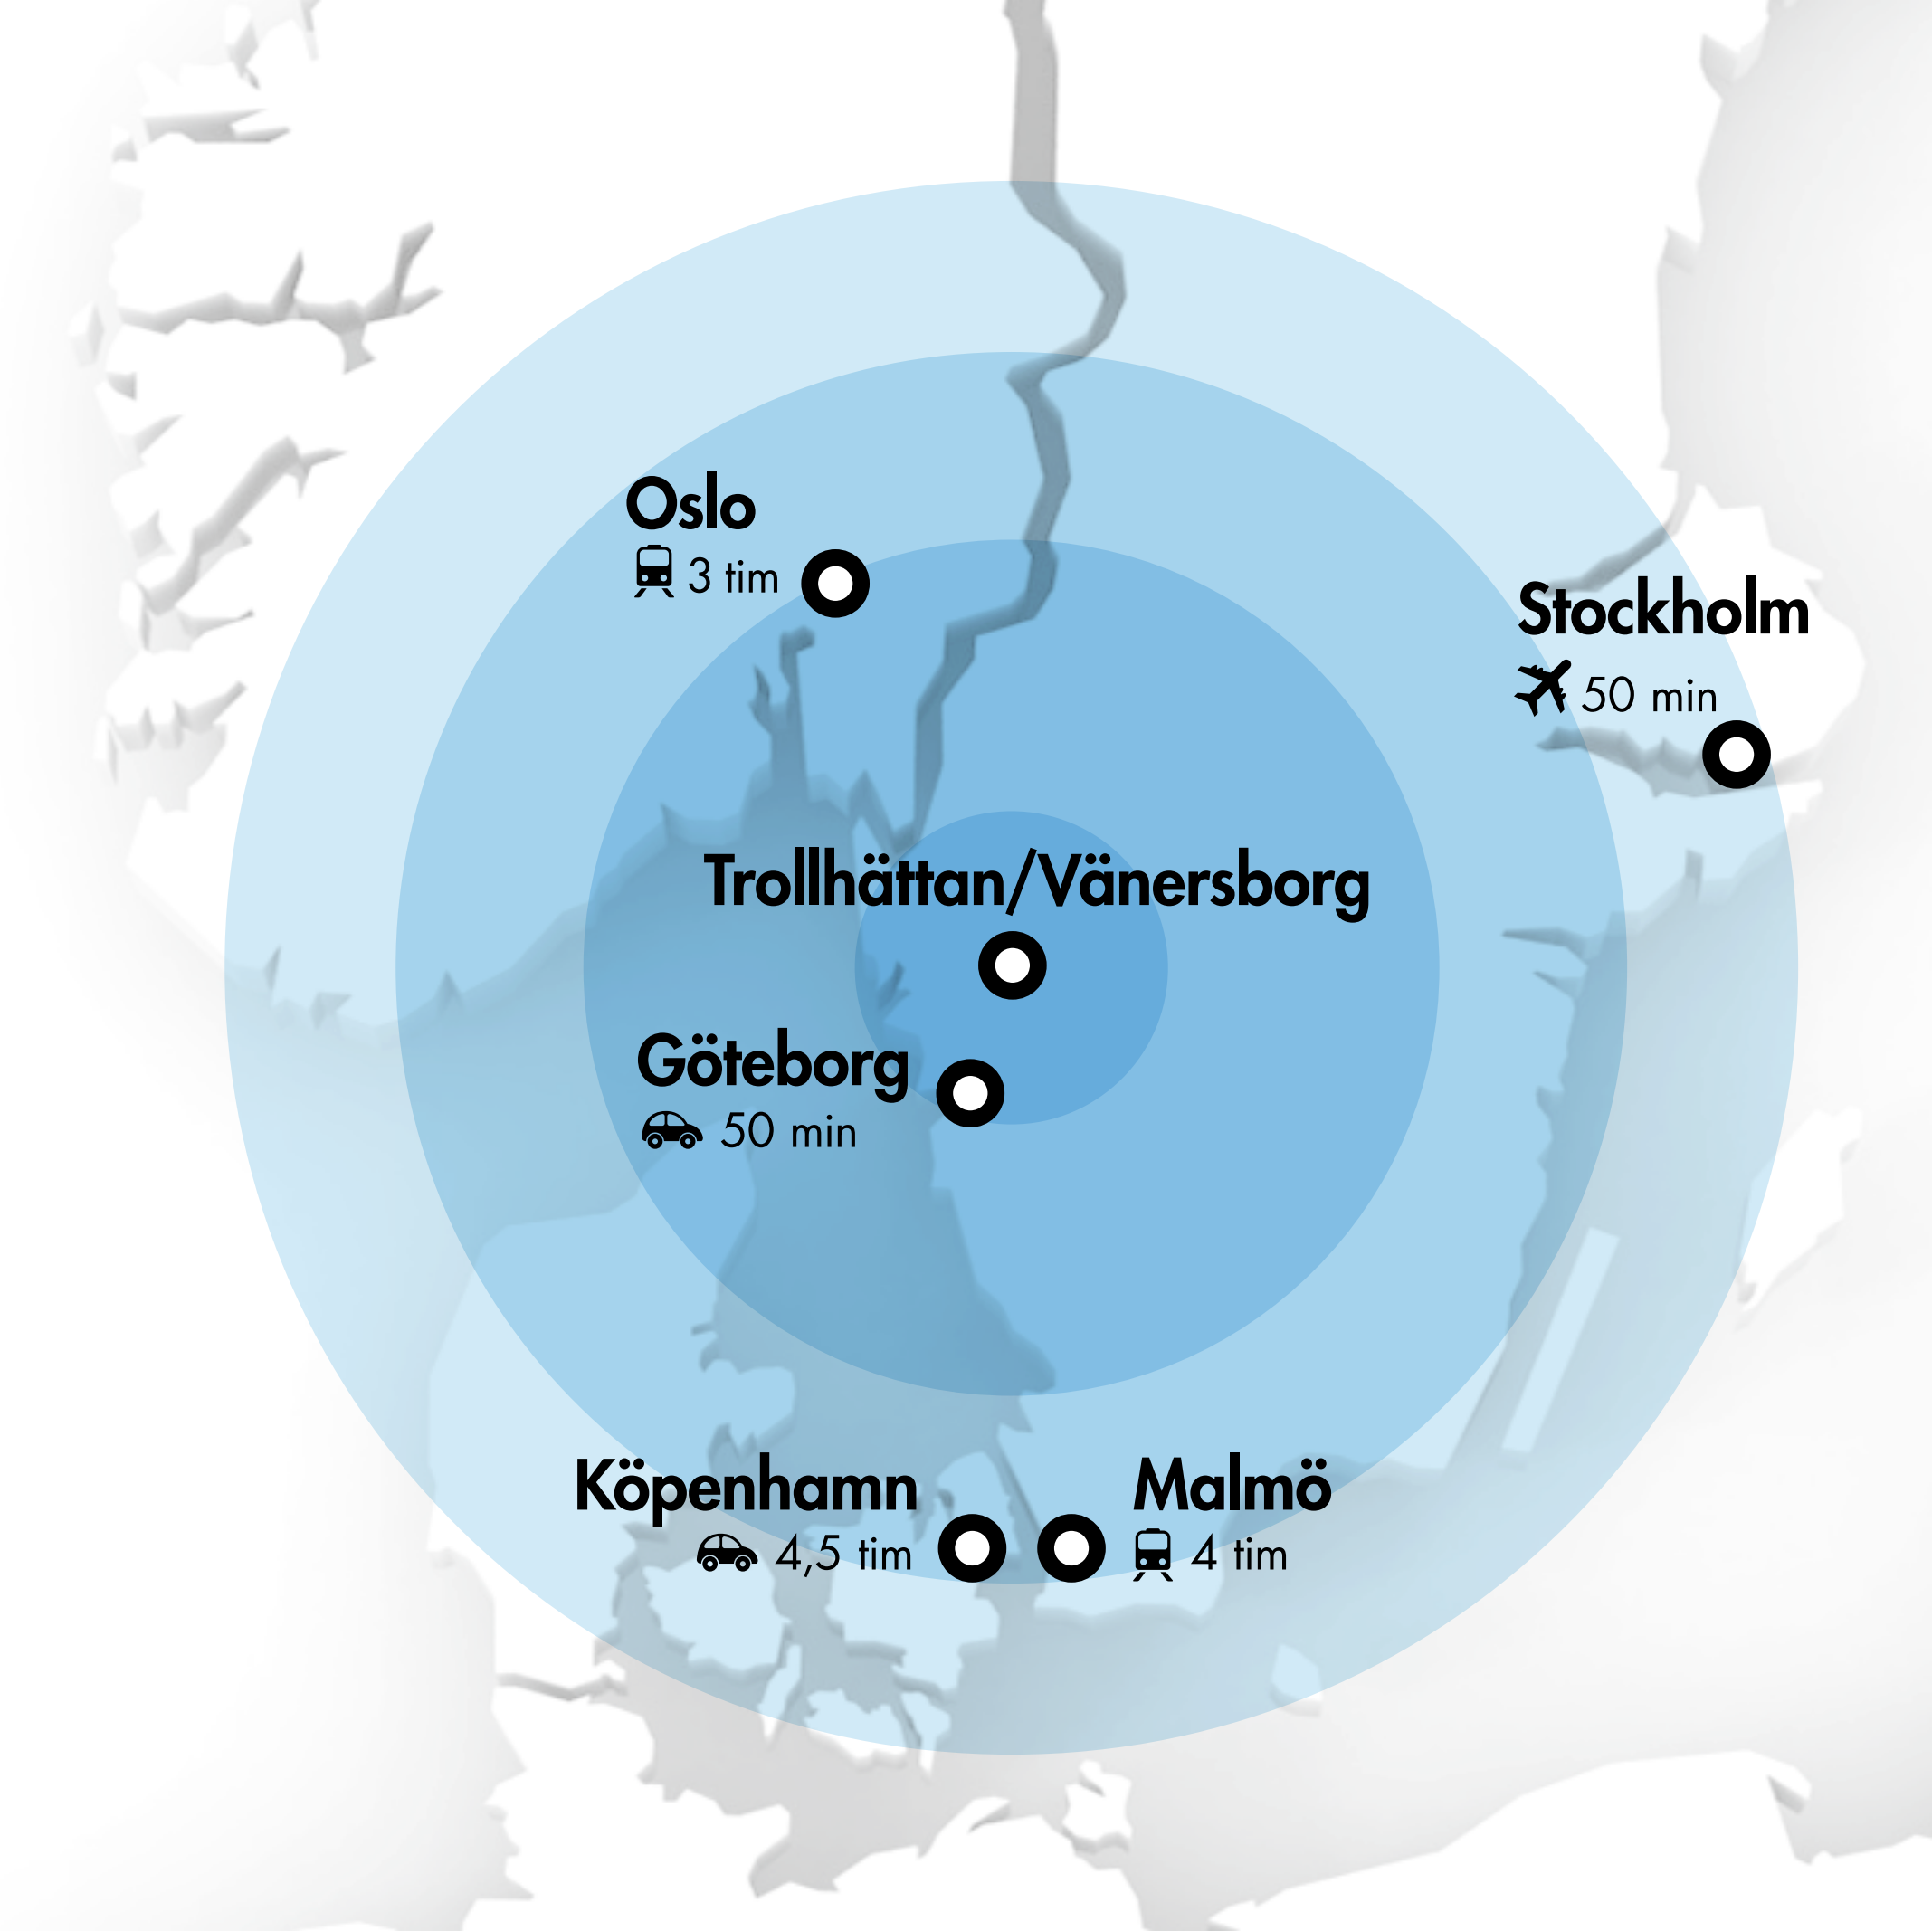 Oslo
3 tim
Stockholm
50 min
Trollhättan/Vänersborg
Göteborg
50 min
Köpenhamn
4,5 tim
Malmö
4 tim